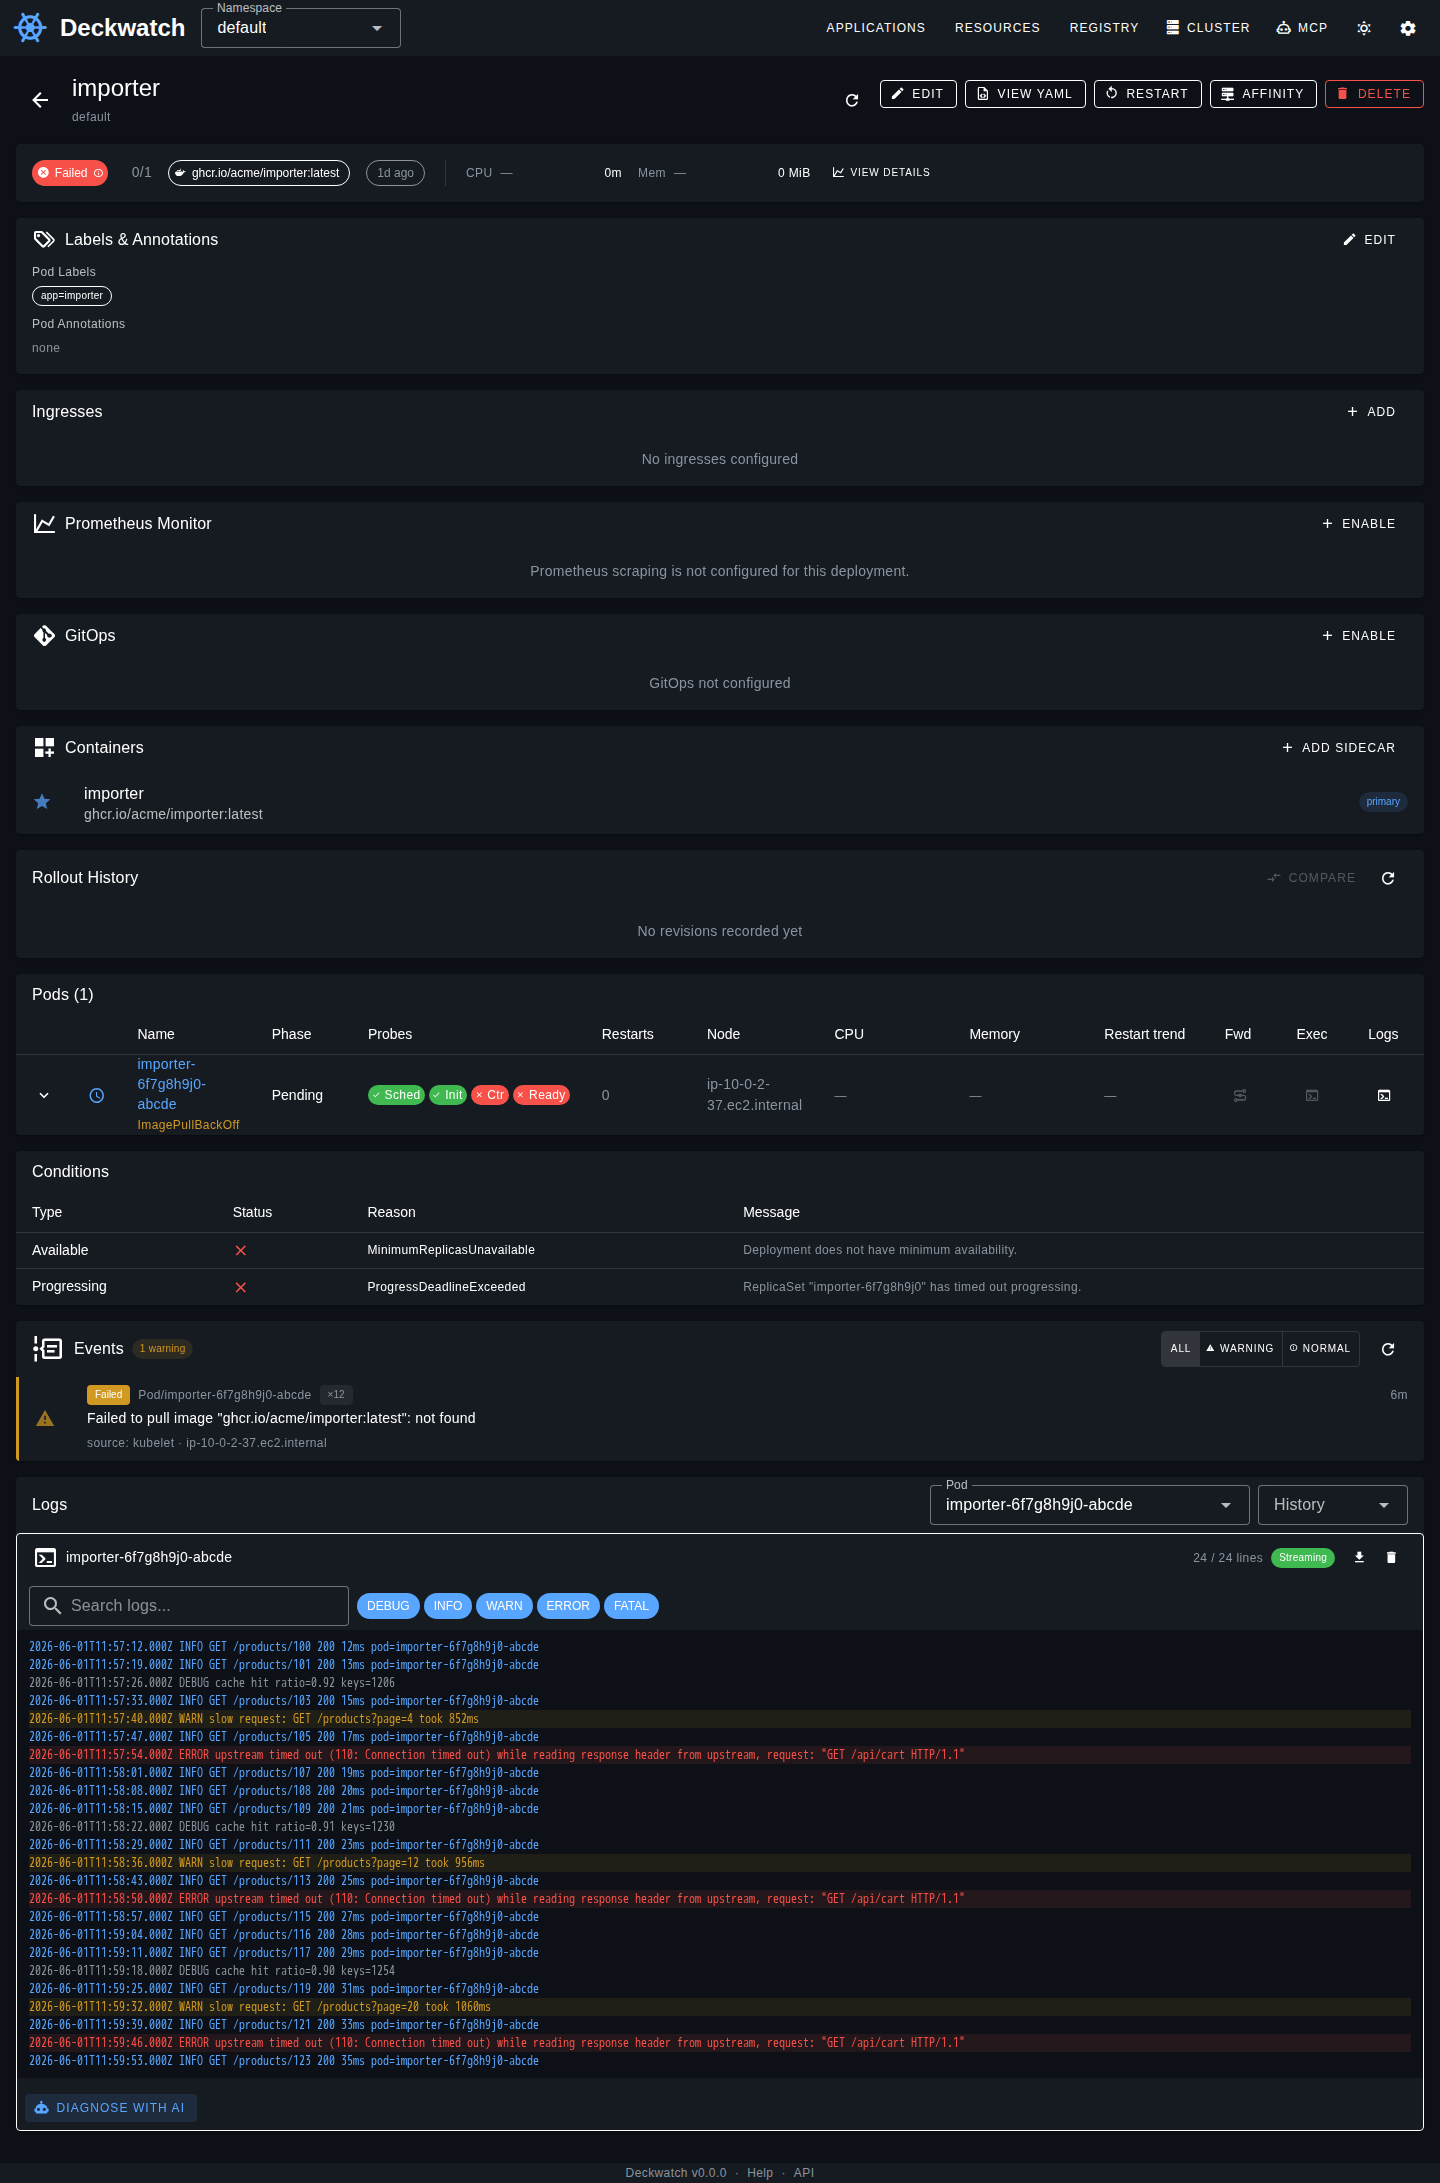 Deckwatch
Namespace
default
APPLICATIONS RESOURCES REGISTRY CLUSTER MCP
importer
default
EDIT VIEW YAML RESTART AFFINITY DELETE
Failed 0/1 ghcr.io/acme/importer:latest 1d ago CPU — 0m Mem — 0 MiB VIEW DETAILS
Labels & Annotations EDIT
Pod Labels
app=importer
Pod Annotations
none
Ingresses ADD
No ingresses configured
Prometheus Monitor ENABLE
Prometheus scraping is not configured for this deployment.
GitOps ENABLE
GitOps not configured
Containers ADD SIDECAR
importer
ghcr.io/acme/importer:latest
primary
Rollout History COMPARE
No revisions recorded yet
Pods (1)
Name Phase Probes Restarts Node CPU Memory Restart trend Fwd Exec Logs
importer-
6f7g8h9j0-
abcde
ImagePullBackOff
Pending Sched Init Ctr Ready 0
ip-10-0-2-
37.ec2.internal
— — —
Conditions
Type Status Reason Message
Available MinimumReplicasUnavailable Deployment does not have minimum availability.
Progressing ProgressDeadlineExceeded ReplicaSet "importer-6f7g8h9j0" has timed out progressing.
Events 1 warning ALL WARNING NORMAL
Failed Pod/importer-6f7g8h9j0-abcde ×12 6m
Failed to pull image "ghcr.io/acme/importer:latest": not found
source: kubelet · ip-10-0-2-37.ec2.internal
Logs
Pod
importer-6f7g8h9j0-abcde
History
importer-6f7g8h9j0-abcde 24 / 24 lines Streaming
Search logs... DEBUG INFO WARN ERROR FATAL
2026-06-01T11:57:12.000Z INFO GET /products/100 200 12ms pod=importer-6f7g8h9j0-abcde
2026-06-01T11:57:19.000Z INFO GET /products/101 200 13ms pod=importer-6f7g8h9j0-abcde
2026-06-01T11:57:26.000Z DEBUG cache hit ratio=0.92 keys=1206
2026-06-01T11:57:33.000Z INFO GET /products/103 200 15ms pod=importer-6f7g8h9j0-abcde
2026-06-01T11:57:40.000Z WARN slow request: GET /products?page=4 took 852ms
2026-06-01T11:57:47.000Z INFO GET /products/105 200 17ms pod=importer-6f7g8h9j0-abcde
2026-06-01T11:57:54.000Z ERROR upstream timed out (110: Connection timed out) while reading response header from upstream, request: "GET /api/cart HTTP/1.1"
2026-06-01T11:58:01.000Z INFO GET /products/107 200 19ms pod=importer-6f7g8h9j0-abcde
2026-06-01T11:58:08.000Z INFO GET /products/108 200 20ms pod=importer-6f7g8h9j0-abcde
2026-06-01T11:58:15.000Z INFO GET /products/109 200 21ms pod=importer-6f7g8h9j0-abcde
2026-06-01T11:58:22.000Z DEBUG cache hit ratio=0.91 keys=1230
2026-06-01T11:58:29.000Z INFO GET /products/111 200 23ms pod=importer-6f7g8h9j0-abcde
2026-06-01T11:58:36.000Z WARN slow request: GET /products?page=12 took 956ms
2026-06-01T11:58:43.000Z INFO GET /products/113 200 25ms pod=importer-6f7g8h9j0-abcde
2026-06-01T11:58:50.000Z ERROR upstream timed out (110: Connection timed out) while reading response header from upstream, request: "GET /api/cart HTTP/1.1"
2026-06-01T11:58:57.000Z INFO GET /products/115 200 27ms pod=importer-6f7g8h9j0-abcde
2026-06-01T11:59:04.000Z INFO GET /products/116 200 28ms pod=importer-6f7g8h9j0-abcde
2026-06-01T11:59:11.000Z INFO GET /products/117 200 29ms pod=importer-6f7g8h9j0-abcde
2026-06-01T11:59:18.000Z DEBUG cache hit ratio=0.90 keys=1254
2026-06-01T11:59:25.000Z INFO GET /products/119 200 31ms pod=importer-6f7g8h9j0-abcde
2026-06-01T11:59:32.000Z WARN slow request: GET /products?page=20 took 1060ms
2026-06-01T11:59:39.000Z INFO GET /products/121 200 33ms pod=importer-6f7g8h9j0-abcde
2026-06-01T11:59:46.000Z ERROR upstream timed out (110: Connection timed out) while reading response header from upstream, request: "GET /api/cart HTTP/1.1"
2026-06-01T11:59:53.000Z INFO GET /products/123 200 35ms pod=importer-6f7g8h9j0-abcde
DIAGNOSE WITH AI
Deckwatch v0.0.0 · Help · API